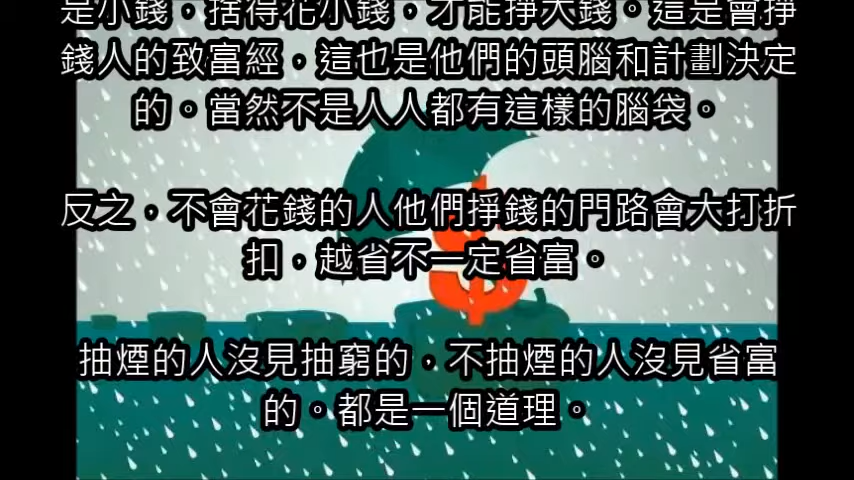 是小錢，捨得花小錢，才能掙大錢。這是會掙
錢人的致富經，這也是他們的頭腦和計劃決定
的。當然不是人人都有這樣的腦袋。
反之，不會花錢的人他們掙錢的門路會大打折
扣，越省不一定省富。
抽煙的人沒見抽窮的，不抽煙的人沒見省富
的。都是一個道理。